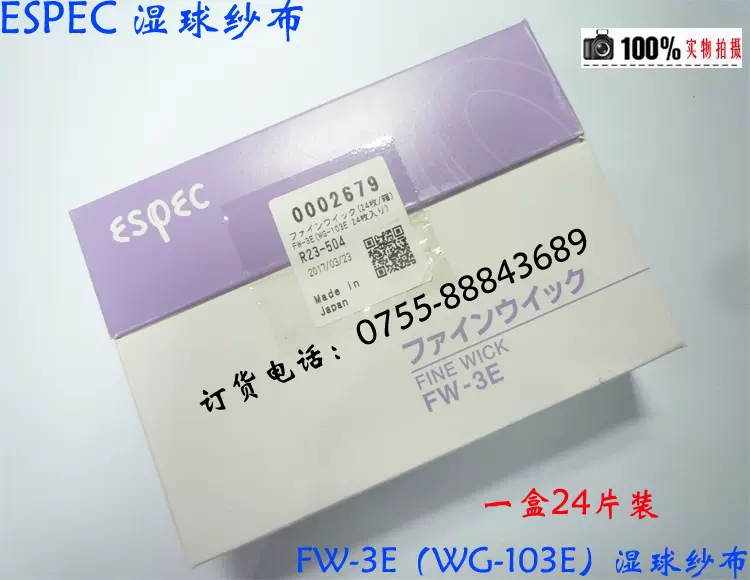 ESPEC 湿球纱布
100% 实物拍摄
ESPEC
0002679
ファインウイック(24枚/箱)
FW-3E(WG-103E 24枚入り)
R23-504
2017/03/23
Made in
Japan
订货电话：0755-88843689
ファインウイック
FINE WICK
FW-3E
一盒24片装
FW-3E（WG-103E）湿球纱布